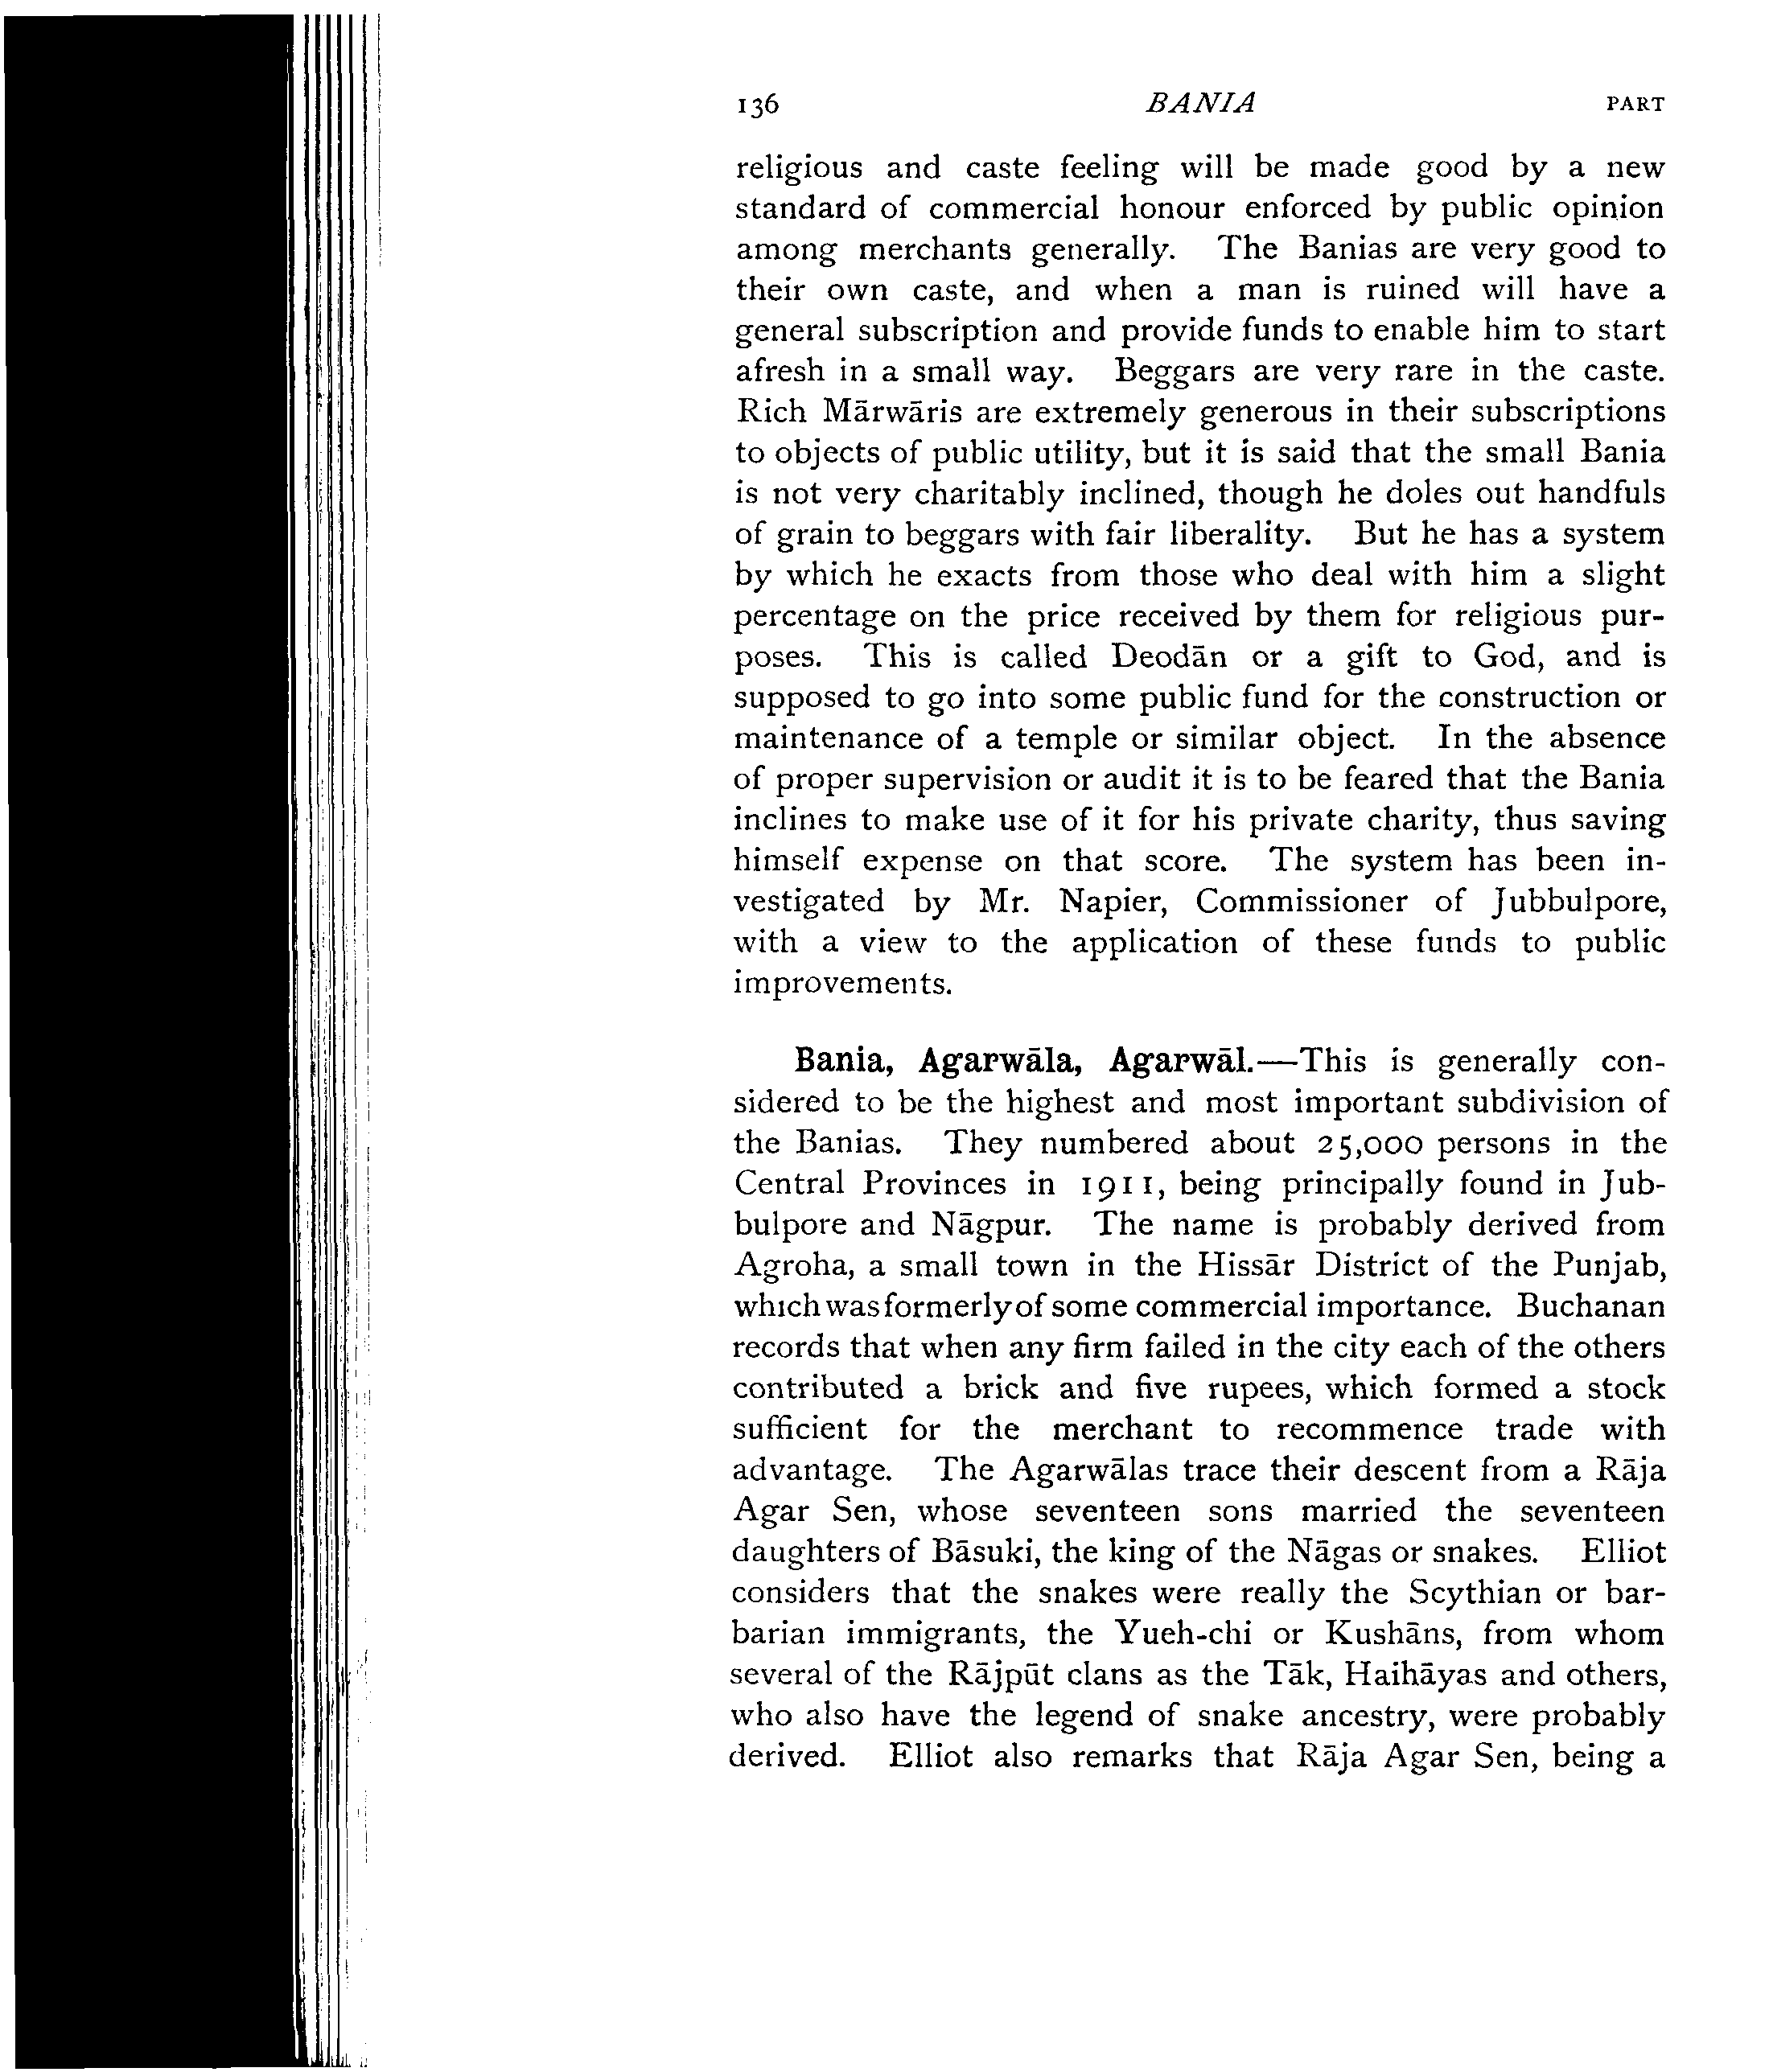 136 BANIA PART
religious and caste feeling will be made good by a new
standard of commercial honour enforced by public opinion
among merchants generally. The Banias are very good to
their own caste, and when a man is ruined will have a
general subscription and provide funds to enable him to start
afresh in a small way. Beggars are very rare in the caste.
Rich Mārwāris are extremely generous in their subscriptions
to objects of public utility, but it is said that the small Bania
is not very charitably inclined, though he doles out handfuls
of grain to beggars with fair liberality. But he has a system
by which he exacts from those who deal with him a slight
percentage on the price received by them for religious pur-
poses. This is called Deodān or a gift to God, and is
supposed to go into some public fund for the construction or
maintenance of a temple or similar object. In the absence
of proper supervision or audit it is to be feared that the Bania
inclines to make use of it for his private charity, thus saving
himself expense on that score. The system has been in-
vestigated by Mr. Napier, Commissioner of Jubbulpore,
with a view to the application of these funds to public
improvements.
Bania, Agarwāla, Agarwāl.—This is generally con-
sidered to be the highest and most important subdivision of
the Banias. They numbered about 25,000 persons in the
Central Provinces in 1911, being principally found in Jub-
bulpore and Nāgpur. The name is probably derived from
Agroha, a small town in the Hissār District of the Punjab,
which was formerly of some commercial importance. Buchanan
records that when any firm failed in the city each of the others
contributed a brick and five rupees, which formed a stock
sufficient for the merchant to recommence trade with
advantage. The Agarwālas trace their descent from a Rāja
Agar Sen, whose seventeen sons married the seventeen
daughters of Bāsuki, the king of the Nāgas or snakes. Elliot
considers that the snakes were really the Scythian or bar-
barian immigrants, the Yueh-chi or Kushāns, from whom
several of the Rājpūt clans as the Tāk, Haihāyas and others,
who also have the legend of snake ancestry, were probably
derived. Elliot also remarks that Rāja Agar Sen, being a